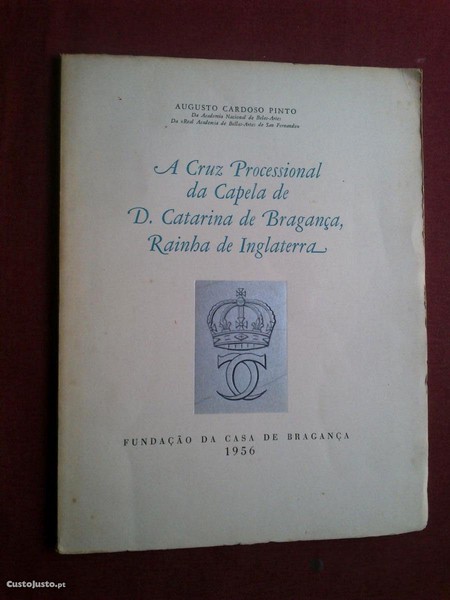 AUGUSTO CARDOSO PINTO
Da Academia Nacional de Belas-Artes
Da «Real Academia de Bellas-Artes de San Fernando»
A Cruz Processional
da Capela de
D. Catarina de Bragança,
Rainha de Inglaterra
FUNDAÇÃO DA CASA DE BRAGANÇA
1956
CustoJusto.pt